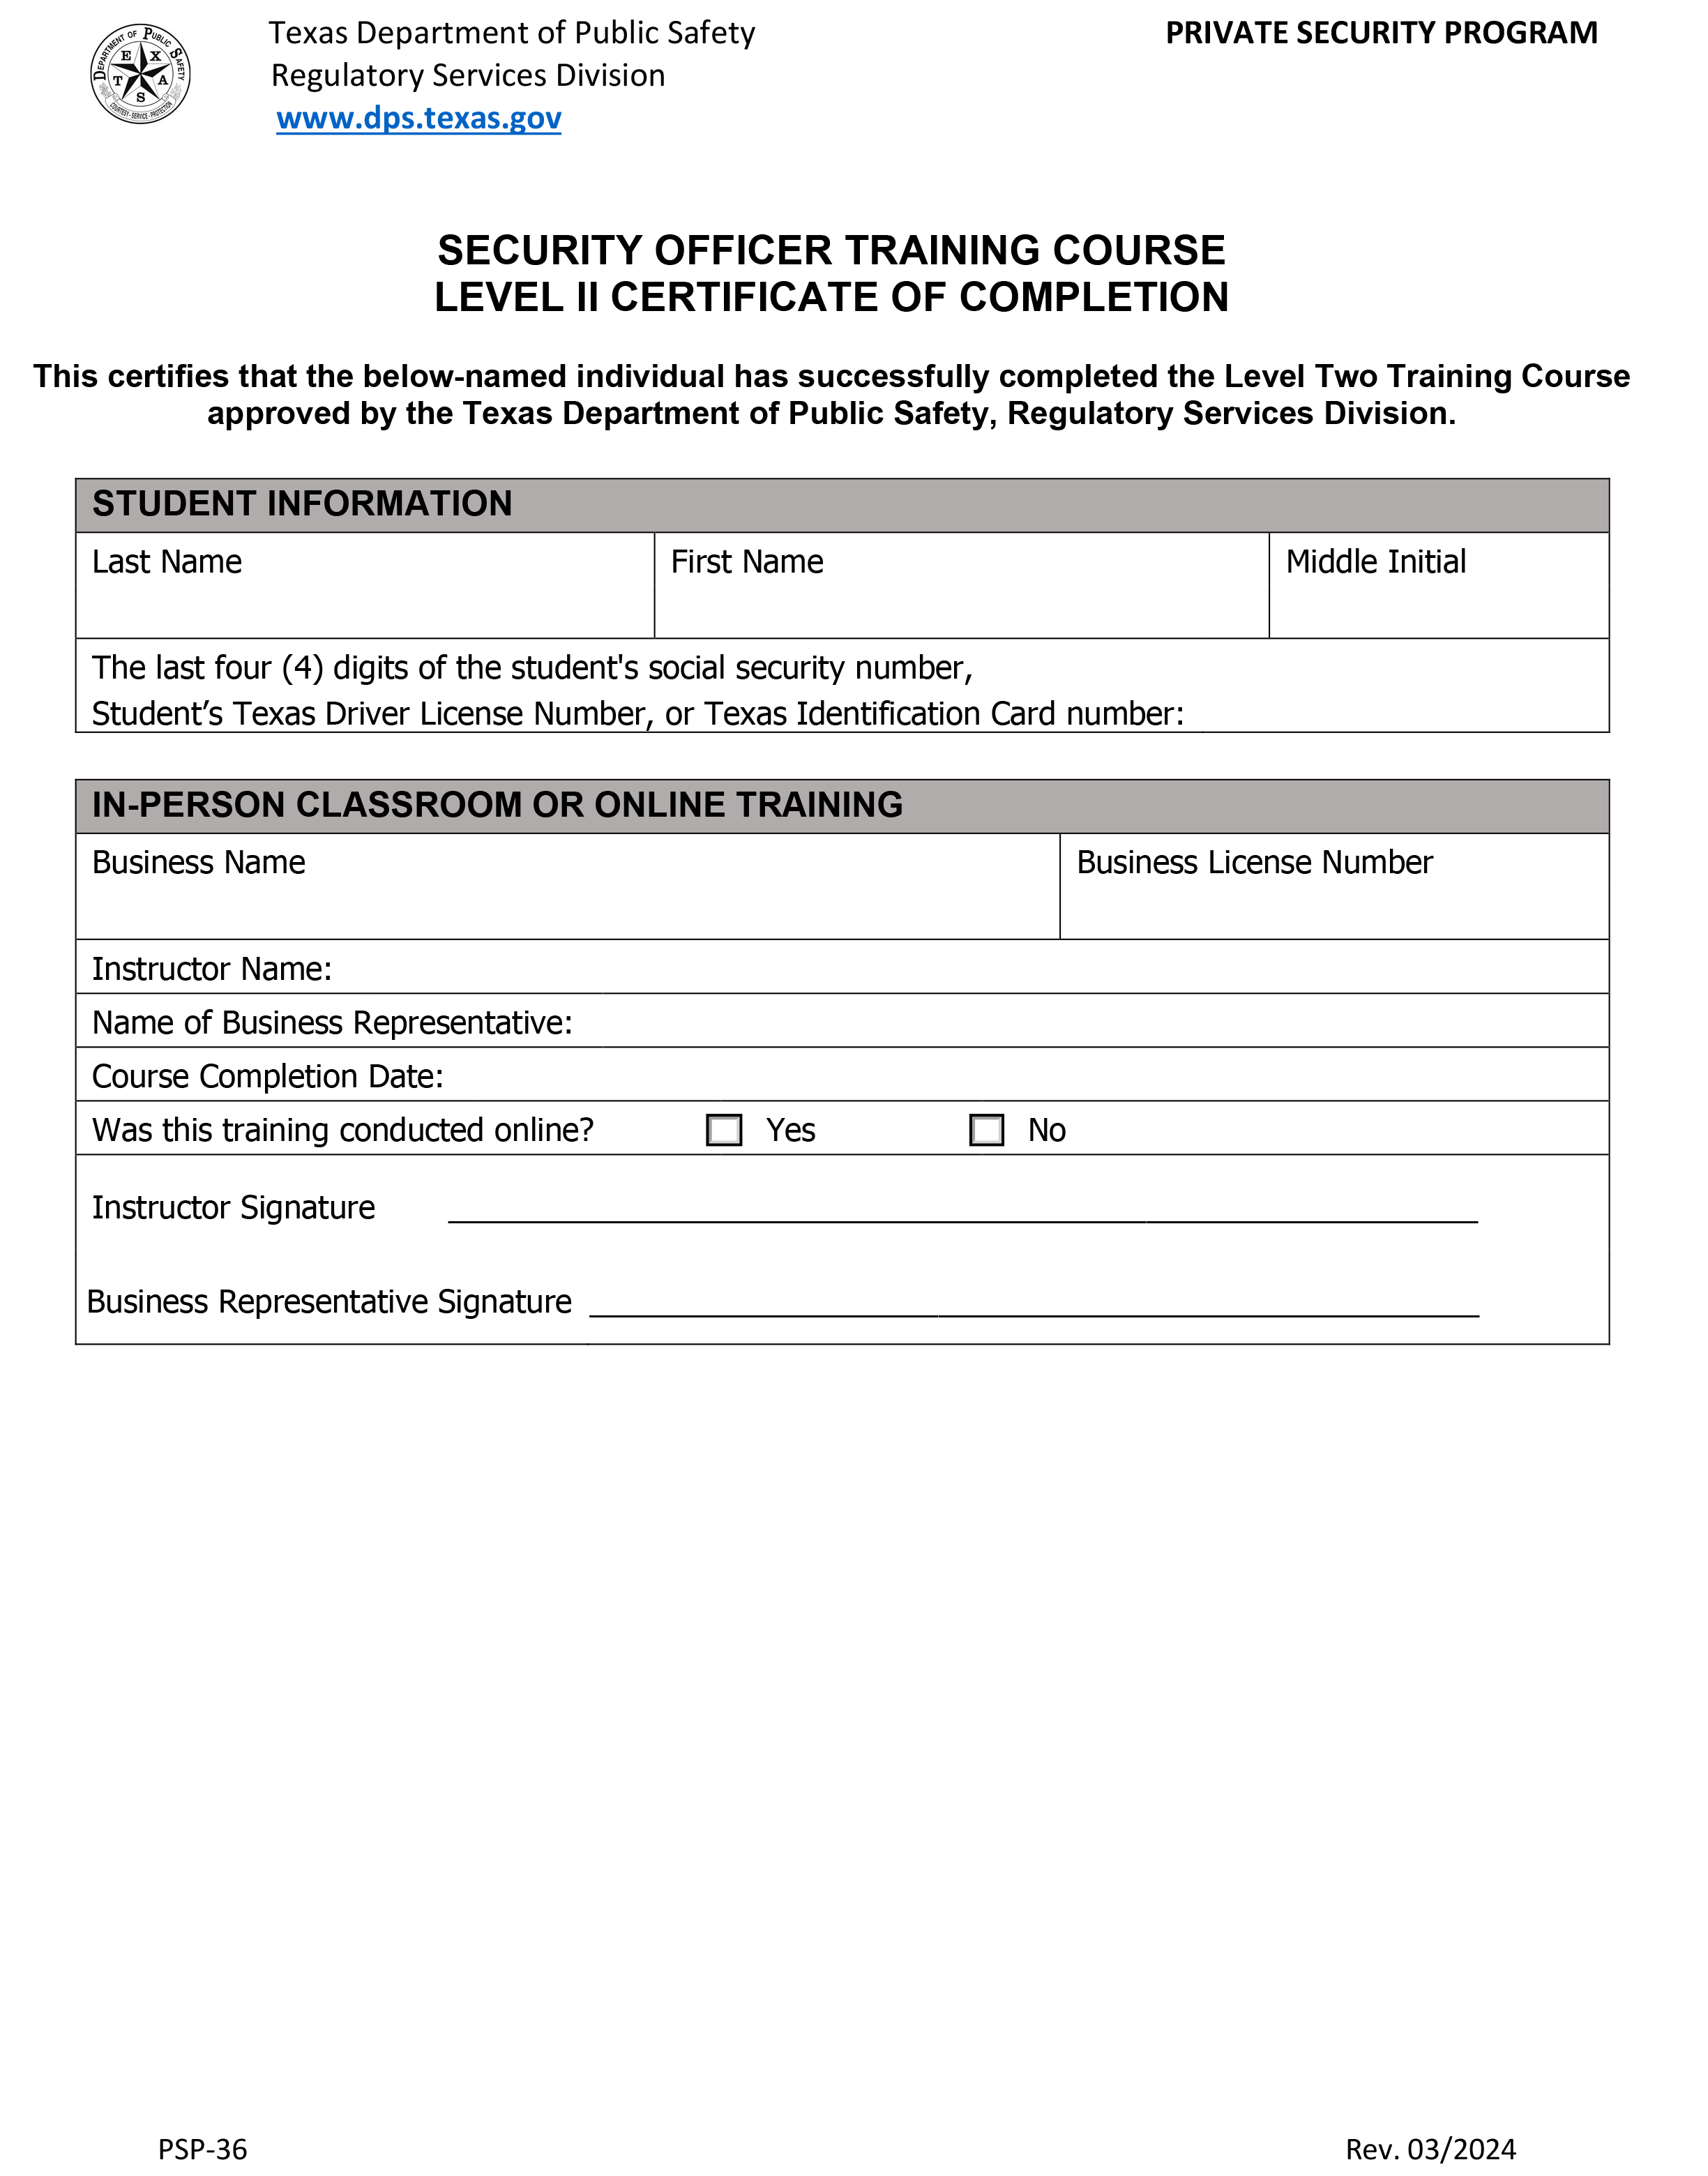 DEPARTMENT OF PUBLIC SAFETY
TEXAS
COURTESY - SERVICE - PROTECTION
Texas Department of Public Safety
PRIVATE SECURITY PROGRAM
Regulatory Services Division
www.dps.texas.gov
SECURITY OFFICER TRAINING COURSE
LEVEL II CERTIFICATE OF COMPLETION
This certifies that the below-named individual has successfully completed the Level Two Training Course
approved by the Texas Department of Public Safety, Regulatory Services Division.
STUDENT INFORMATION
Last Name First Name Middle Initial
The last four (4) digits of the student's social security number,
Student’s Texas Driver License Number, or Texas Identification Card number:
IN-PERSON CLASSROOM OR ONLINE TRAINING
Business Name Business License Number
Instructor Name:
Name of Business Representative:
Course Completion Date:
Was this training conducted online? Yes No
Instructor Signature
Business Representative Signature
PSP-36 Rev. 03/2024